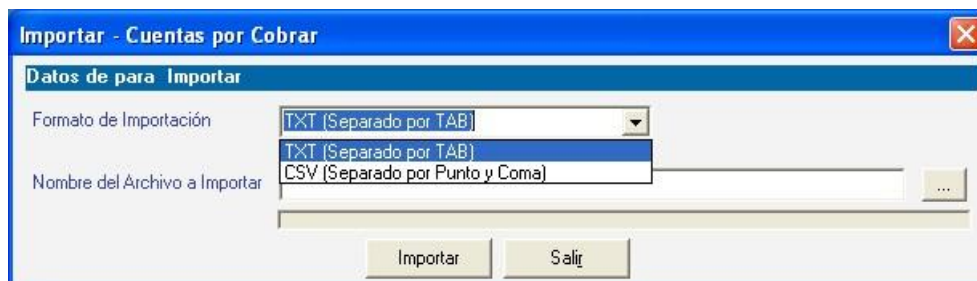 Importar - Cuentas por Cobrar
Datos de para Importar
Formato de Importación
TXT (Separado por TAB)
TXT (Separado por TAB)
CSV (Separado por Punto y Coma)
Nombre del Archivo a Importar
...
Importar
Salir